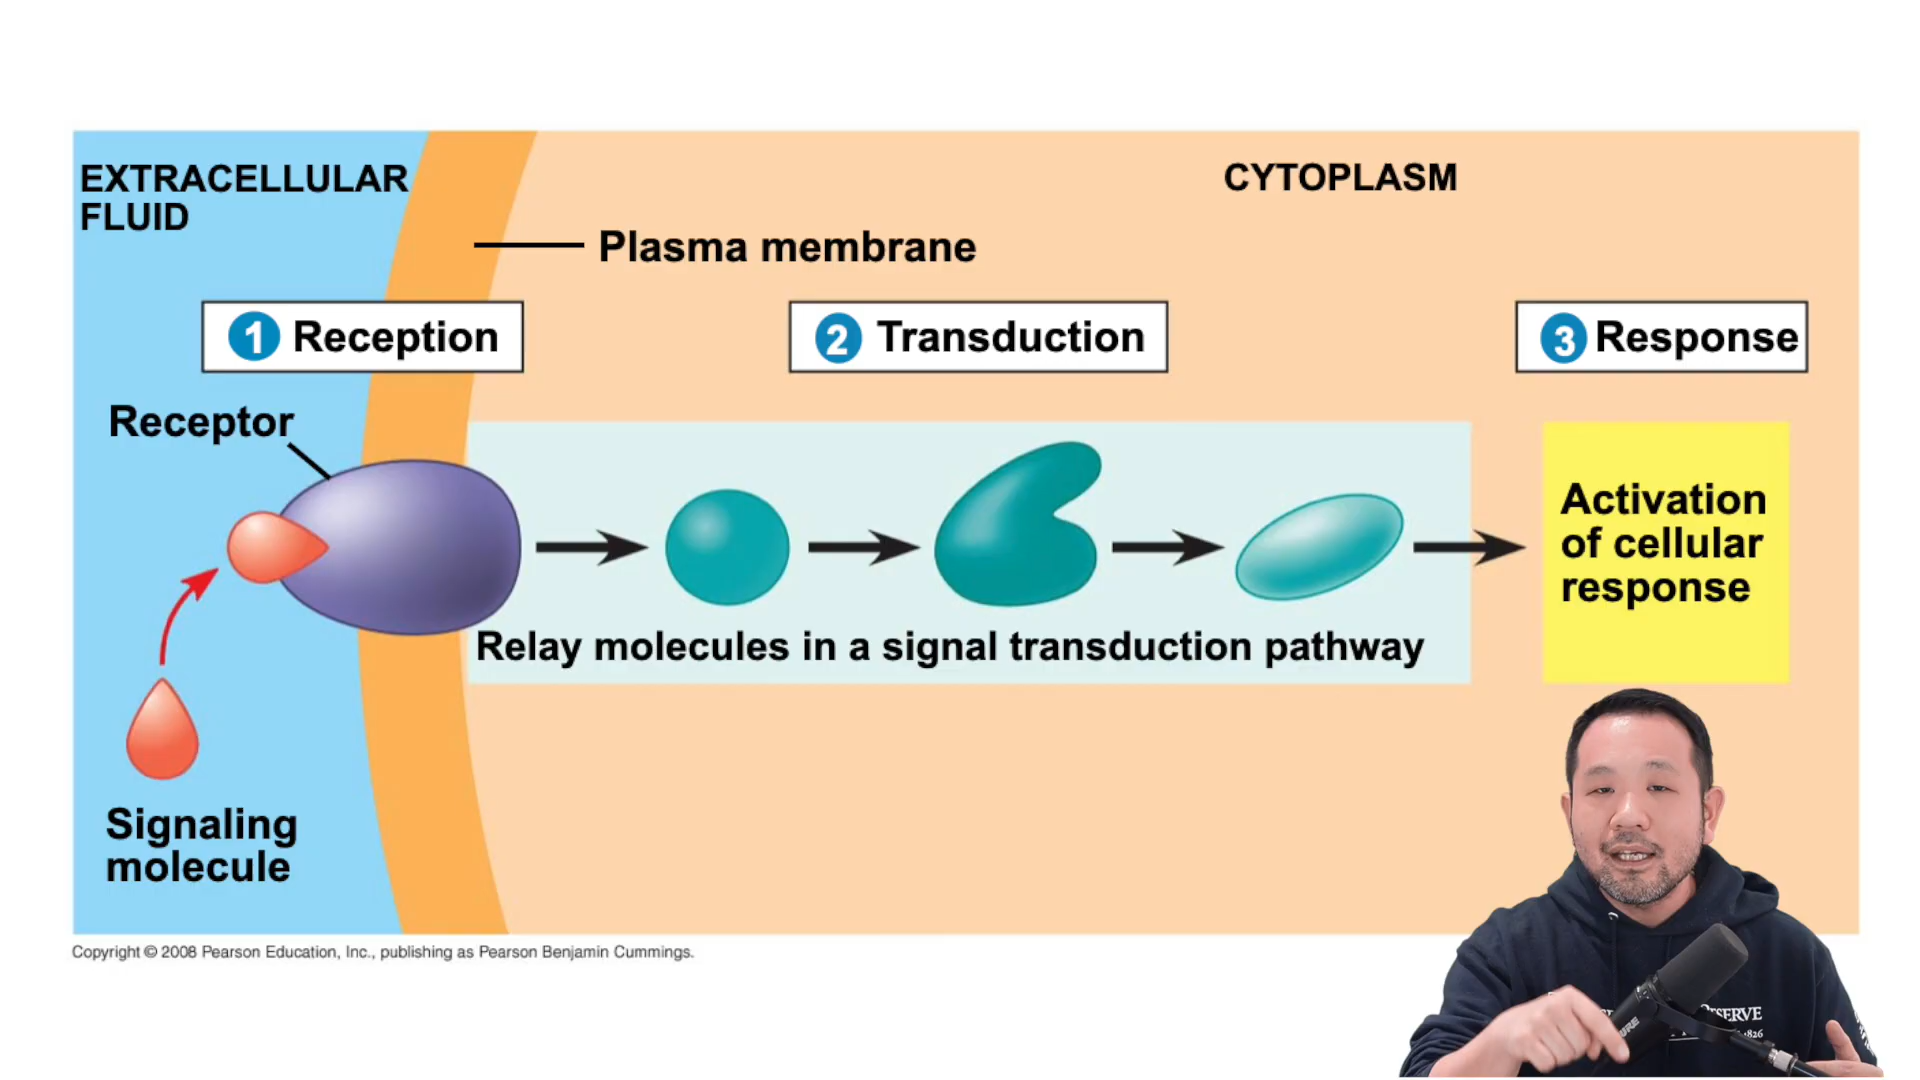 EXTRACELLULAR
FLUID
CYTOPLASM
Plasma membrane
1 Reception
2 Transduction
3 Response
Receptor
Activation
of cellular
response
Relay molecules in a signal transduction pathway
Signaling
molecule
Copyright © 2008 Pearson Education, Inc., publishing as Pearson Benjamin Cummings.